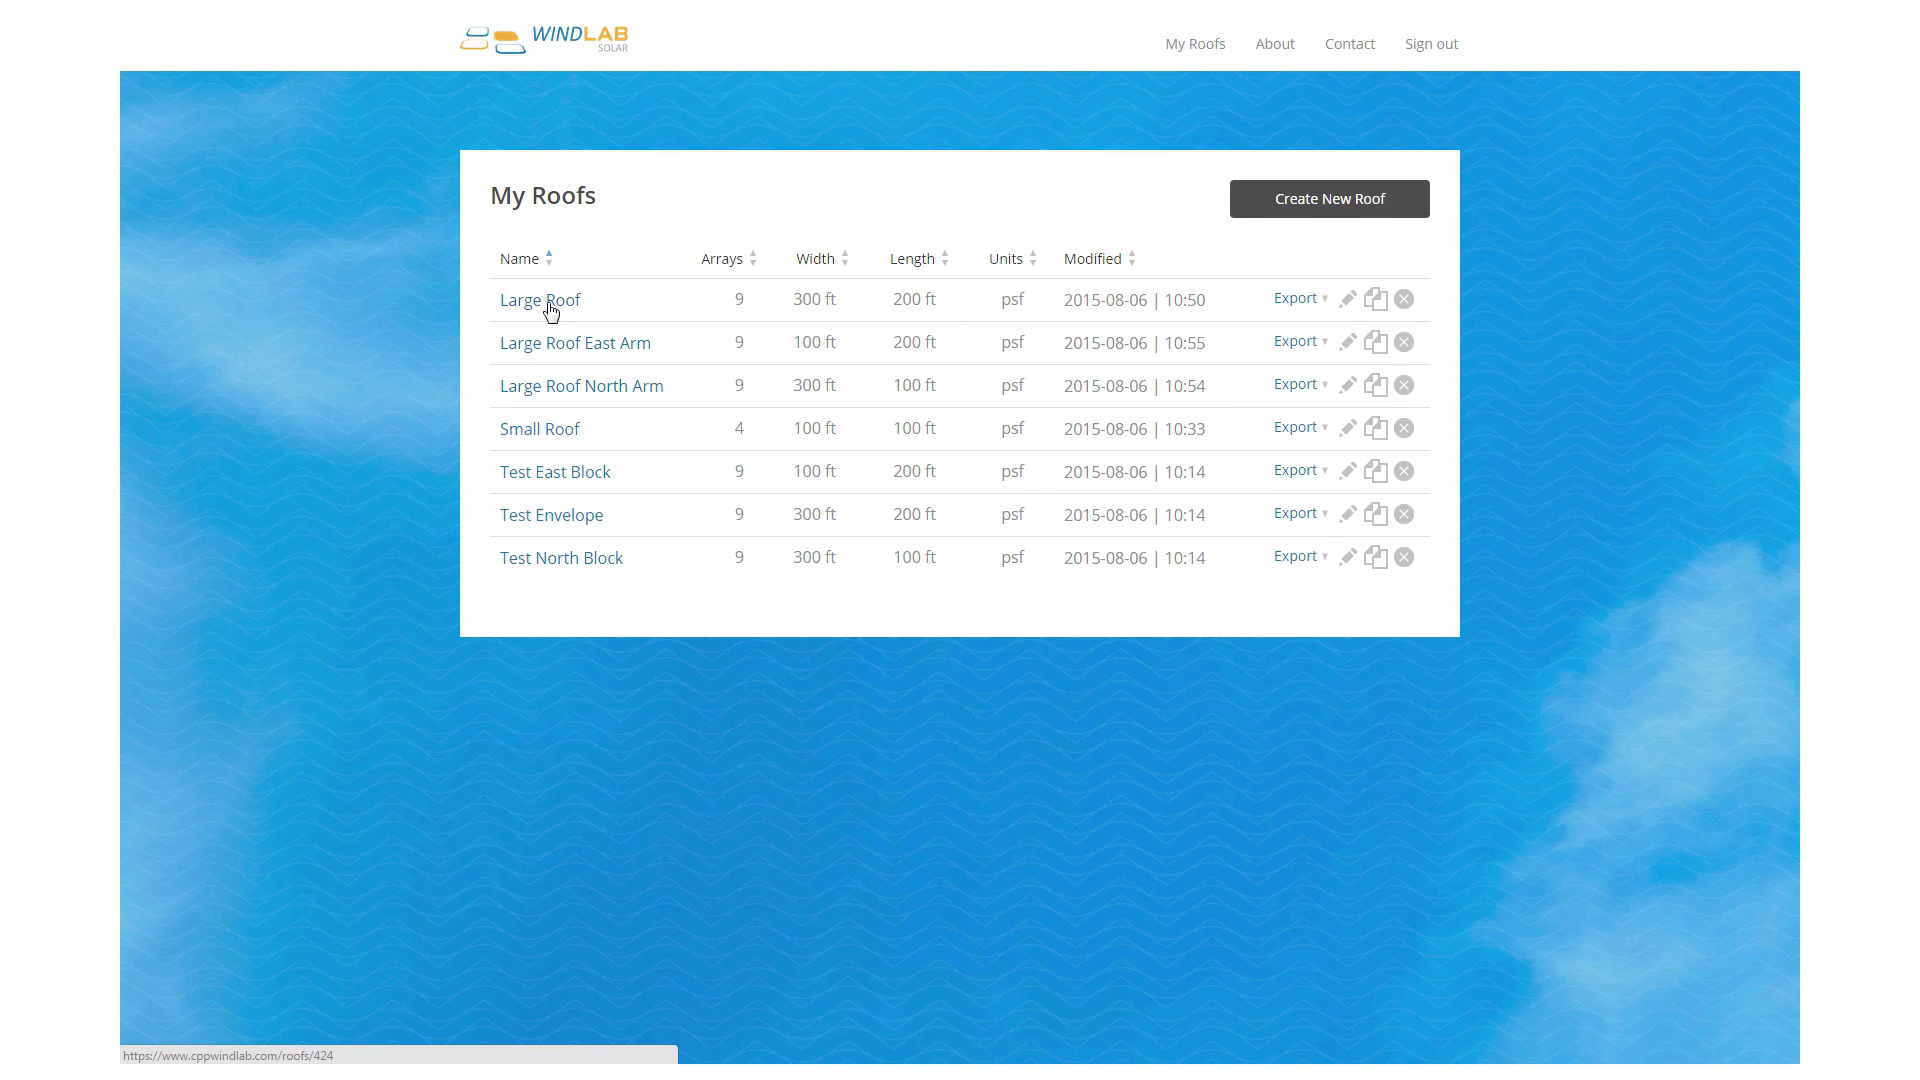 WINDLAB
SOLAR
My Roofs About Contact Sign out
My Roofs
Create New Roof
Name Arrays Width Length Units Modified
Large Roof 9 300 ft 200 ft psf 2015-08-06 | 10:50 Export
Large Roof East Arm 9 100 ft 200 ft psf 2015-08-06 | 10:55 Export
Large Roof North Arm 9 300 ft 100 ft psf 2015-08-06 | 10:54 Export
Small Roof 4 100 ft 100 ft psf 2015-08-06 | 10:33 Export
Test East Block 9 100 ft 200 ft psf 2015-08-06 | 10:14 Export
Test Envelope 9 300 ft 200 ft psf 2015-08-06 | 10:14 Export
Test North Block 9 300 ft 100 ft psf 2015-08-06 | 10:14 Export
https://www.cppwindlab.com/roofs/424